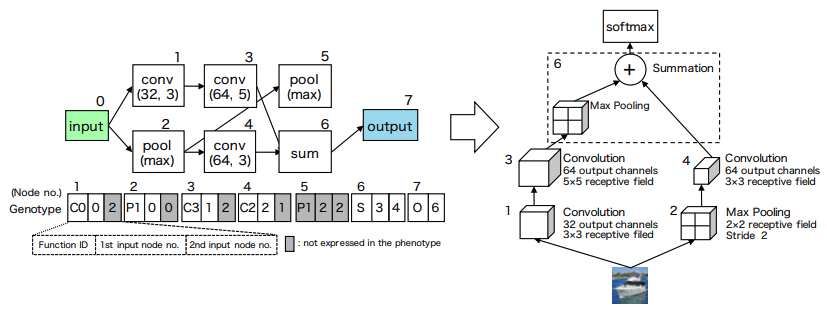 0
input
1
conv
(32, 3)
2
pool
(max)
3
conv
(64, 5)
4
conv
(64, 3)
5
pool
(max)
6
sum
7
output
(Node no.)
1 2 3 4 5 6 7
Genotype
C0 0 2 P1 0 0 C3 1 2 C2 2 1 P1 2 2 S 3 4 O 6
Function ID 1st input node no. 2nd input node no.
: not expressed in the phenotype
softmax
6
+
Summation
Max Pooling
3
Convolution
64 output channels
5×5 receptive field
4
Convolution
64 output channels
3×3 receptive field
1
Convolution
32 output channels
3×3 receptive filed
2
Max Pooling
2×2 receptive field
Stride 2